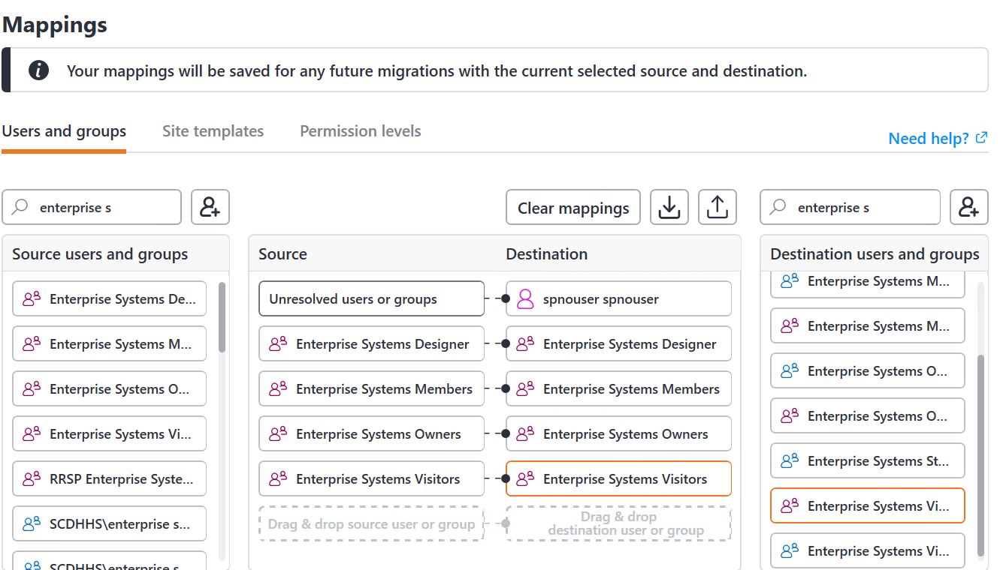 Mappings
Your mappings will be saved for any future migrations with the current selected source and destination.
Users and groups
Site templates
Permission levels
Need help?
enterprise s
Clear mappings
enterprise s
Source users and groups
Enterprise Systems De...
Enterprise Systems M...
Enterprise Systems O...
Enterprise Systems Vi...
RRSP Enterprise Syste...
SCDHHS\enterprise s...
SCDHHS\enterprise s...
Source
Destination
Unresolved users or groups
spnouser spnouser
Enterprise Systems Designer
Enterprise Systems Designer
Enterprise Systems Members
Enterprise Systems Members
Enterprise Systems Owners
Enterprise Systems Owners
Enterprise Systems Visitors
Enterprise Systems Visitors
Drag & drop source user or group
Drag & drop
destination user or group
Destination users and groups
Enterprise Systems M...
Enterprise Systems M...
Enterprise Systems O...
Enterprise Systems O...
Enterprise Systems St...
Enterprise Systems Vi...
Enterprise Systems Vi...